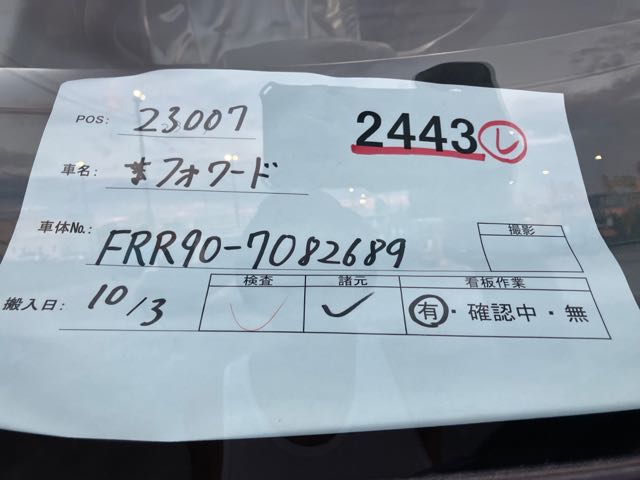 POS: 23007
2443 レ
車名: フォワード
車体No.: FRR90-7082689
撮影
搬入日: 10/3
検査 諸元 看板作業
✓ ✓ 有・確認中・無